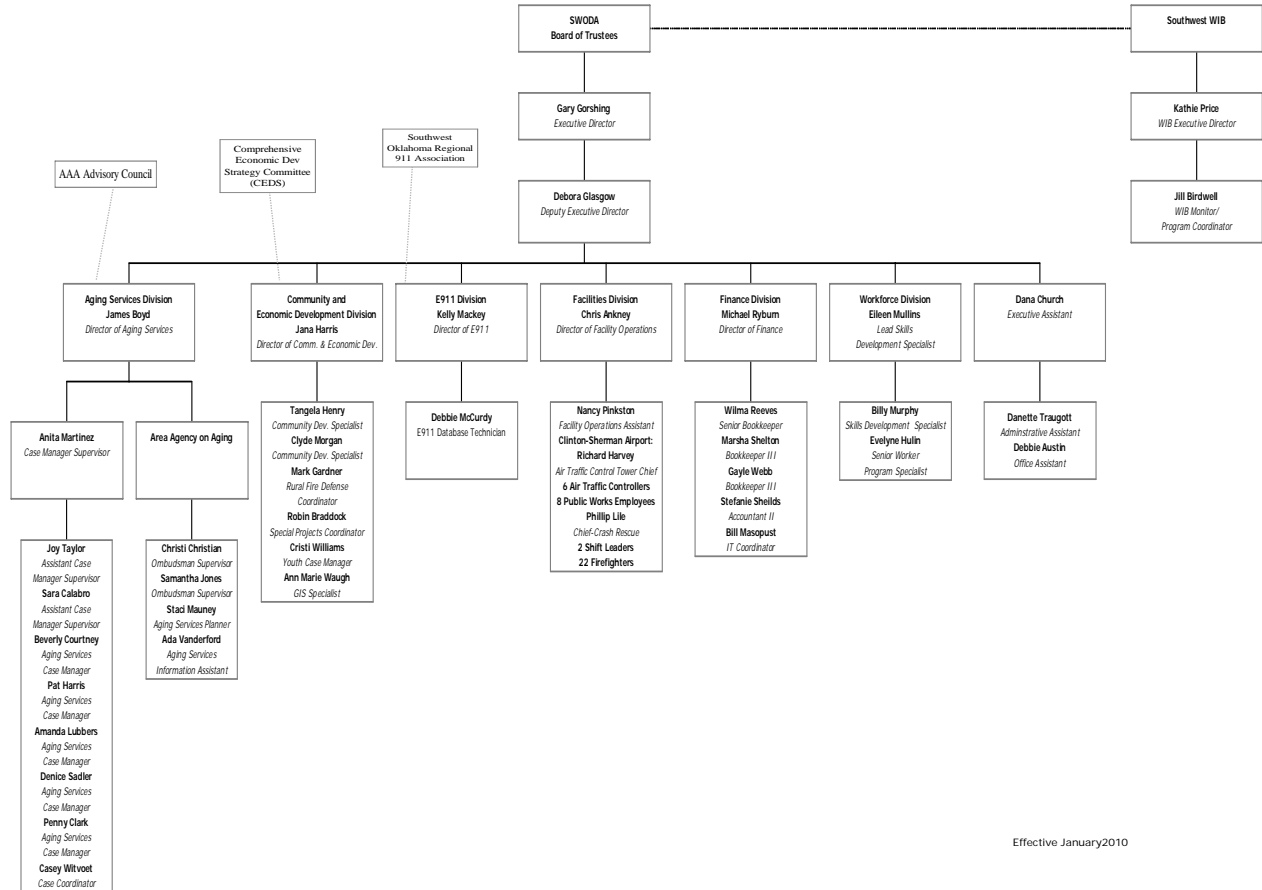 SWODA
Board of Trustees
Southwest WIB
Gary Gorshing
Executive Director
Kathie Price
WIB Executive Director
AAA Advisory Council
Comprehensive
Economic Dev
Strategy Committee
(CEDS)
Southwest
Oklahoma Regional
911 Association
Debora Glasgow
Deputy Executive Director
Jill Birdwell
WIB Monitor/
Program Coordinator
Aging Services Division
James Boyd
Director of Aging Services
Community and
Economic Development Division
Jana Harris
Director of Comm. & Economic Dev.
E911 Division
Kelly Mackey
Director of E911
Facilities Division
Chris Ankney
Director of Facility Operations
Finance Division
Michael Ryburn
Director of Finance
Workforce Division
Eileen Mullins
Lead Skills
Development Specialist
Dana Church
Executive Assistant
Anita Martinez
Case Manager Supervisor
Area Agency on Aging
Tangela Henry
Community Dev. Specialist
Clyde Morgan
Community Dev. Specialist
Mark Gardner
Rural Fire Defense
Coordinator
Robin Braddock
Special Projects Coordinator
Cristi Williams
Youth Case Manager
Ann Marie Waugh
GIS Specialist
Debbie McCurdy
E911 Database Technician
Nancy Pinkston
Facility Operations Assistant
Clinton-Sherman Airport:
Richard Harvey
Air Traffic Control Tower Chief
6 Air Traffic Controllers
8 Public Works Employees
Phillip Lile
Chief-Crash Rescue
2 Shift Leaders
22 Firefighters
Wilma Reeves
Senior Bookkeeper
Marsha Shelton
Bookkeeper III
Gayle Webb
Bookkeeper III
Stefanie Sheilds
Accountant II
Bill Masopust
IT Coordinator
Billy Murphy
Skills Development Specialist
Evelyne Hulin
Senior Worker
Program Specialist
Danette Traugott
Adminstrative Assistant
Debbie Austin
Office Assistant
Joy Taylor
Assistant Case
Manager Supervisor
Sara Calabro
Assistant Case
Manager Supervisor
Beverly Courtney
Aging Services
Case Manager
Pat Harris
Aging Services
Case Manager
Amanda Lubbers
Aging Services
Case Manager
Denice Sadler
Aging Services
Case Manager
Penny Clark
Aging Services
Case Manager
Casey Witvoet
Case Coordinator
Christi Christian
Ombudsman Supervisor
Samantha Jones
Ombudsman Supervisor
Staci Mauney
Aging Services Planner
Ada Vanderford
Aging Services
Information Assistant
Effective January2010